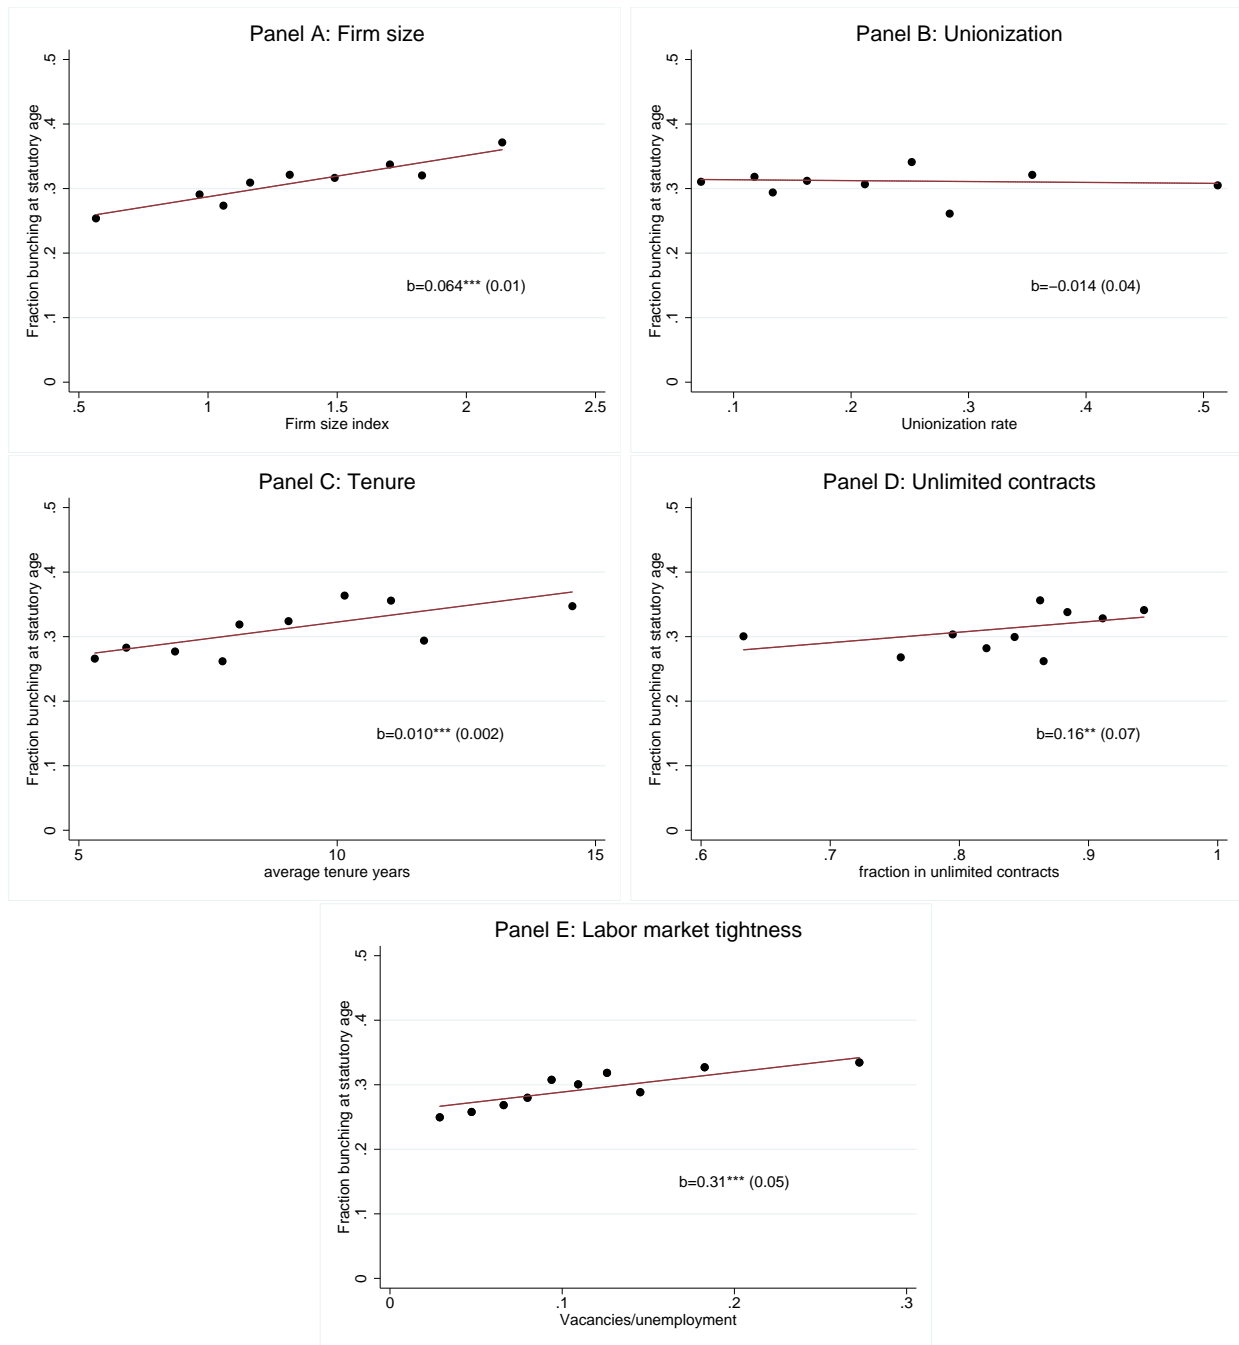 Panel A: Firm size
Fraction bunching at statutory age
0 .1 .2 .3 .4 .5
b=0.064*** (0.01)
.5 1 1.5 2 2.5
Firm size index
Panel B: Unionization
Fraction bunching at statutory age
0 .1 .2 .3 .4 .5
b=−0.014 (0.04)
.1 .2 .3 .4 .5
Unionization rate
Panel C: Tenure
Fraction bunching at statutory age
0 .1 .2 .3 .4 .5
b=0.010*** (0.002)
5 10 15
average tenure years
Panel D: Unlimited contracts
Fraction bunching at statutory age
0 .1 .2 .3 .4 .5
b=0.16** (0.07)
.6 .7 .8 .9 1
fraction in unlimited contracts
Panel E: Labor market tightness
Fraction bunching at statutory age
0 .1 .2 .3 .4 .5
b=0.31*** (0.05)
0 .1 .2 .3
Vacancies/unemployment